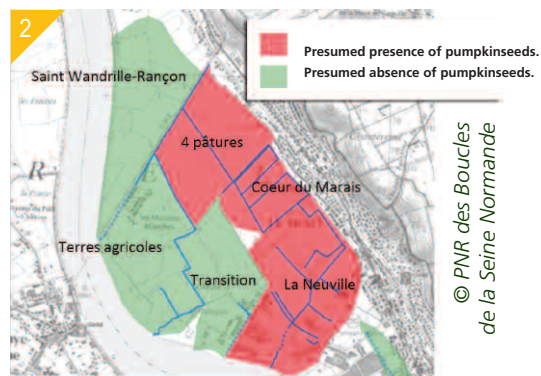 2
Presumed presence of pumpkinseeds.
Presumed absence of pumpkinseeds.
Saint Wandrille-Rançon
4 pâtures
Coeur du Marais
Terres agricoles
Transition
La Neuville
R
© PNR des Boucles
de la Seine Normande